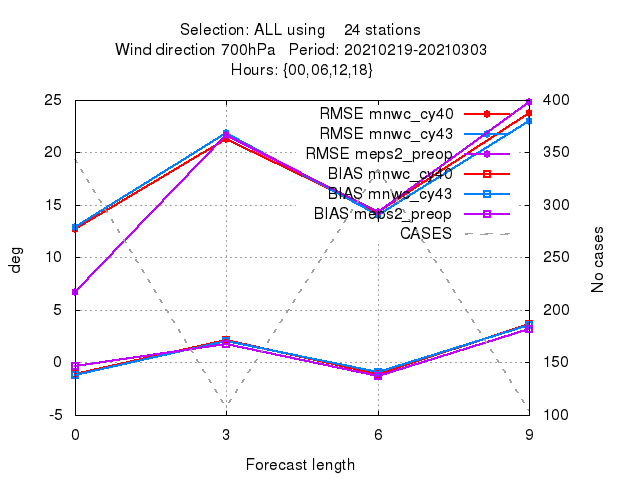 Selection: ALL using    24 stations
Wind direction 700hPa   Period: 20210219-20210303
Hours: {00,06,12,18}
25
20
15
10
5
0
-5
deg
RMSE mnwc_cy40
RMSE mnwc_cy43
RMSE meps2_preop
BIAS mnwc_cy40
BIAS mnwc_cy43
BIAS meps2_preop
CASES
400
350
300
250
200
150
100
No cases
0 3 6 9
Forecast length